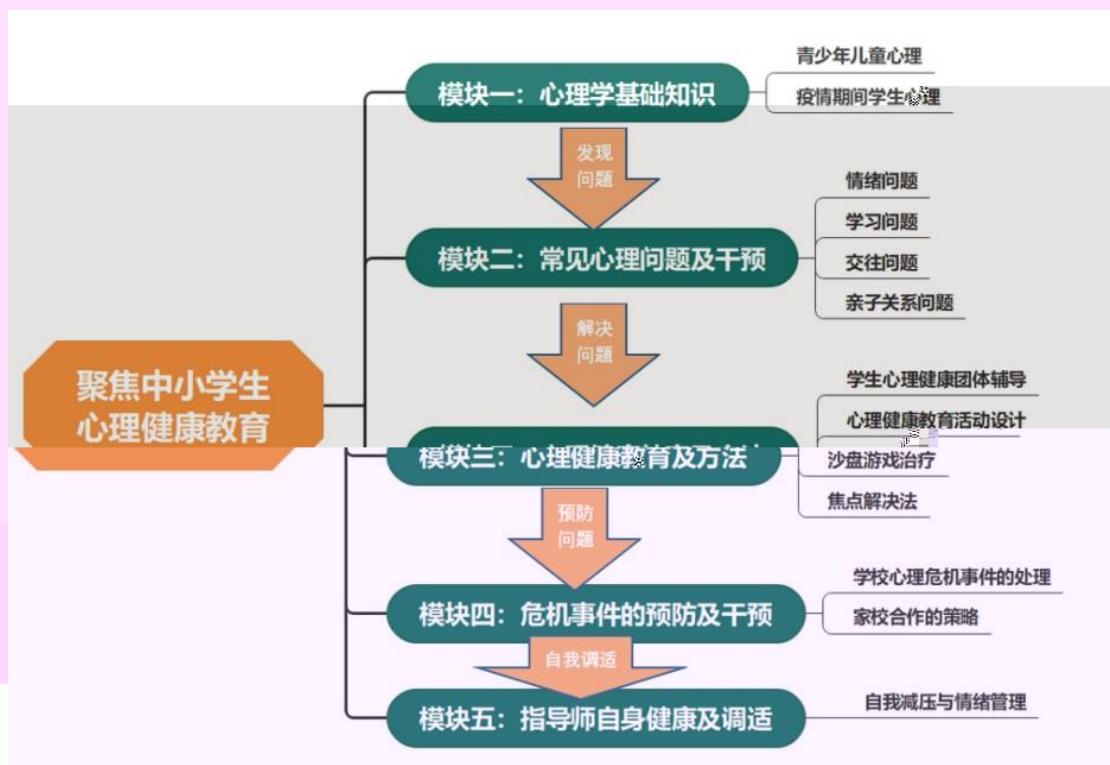 青少年儿童心理
模块一：心理学基础知识
疫情期间学生心理
发现
问题
情绪问题
学习问题
模块二：常见心理问题及干预
交往问题
亲子关系问题
解决
问题
聚焦中小学生
心理健康教育
学生心理健康团体辅导
心理健康教育活动设计
模块三：心理健康教育及方法
沙盘游戏治疗
焦点解决法
预防
问题
学校心理危机事件的处理
模块四：危机事件的预防及干预
家校合作的策略
自我调适
模块五：指导师自身健康及调适
自我减压与情绪管理